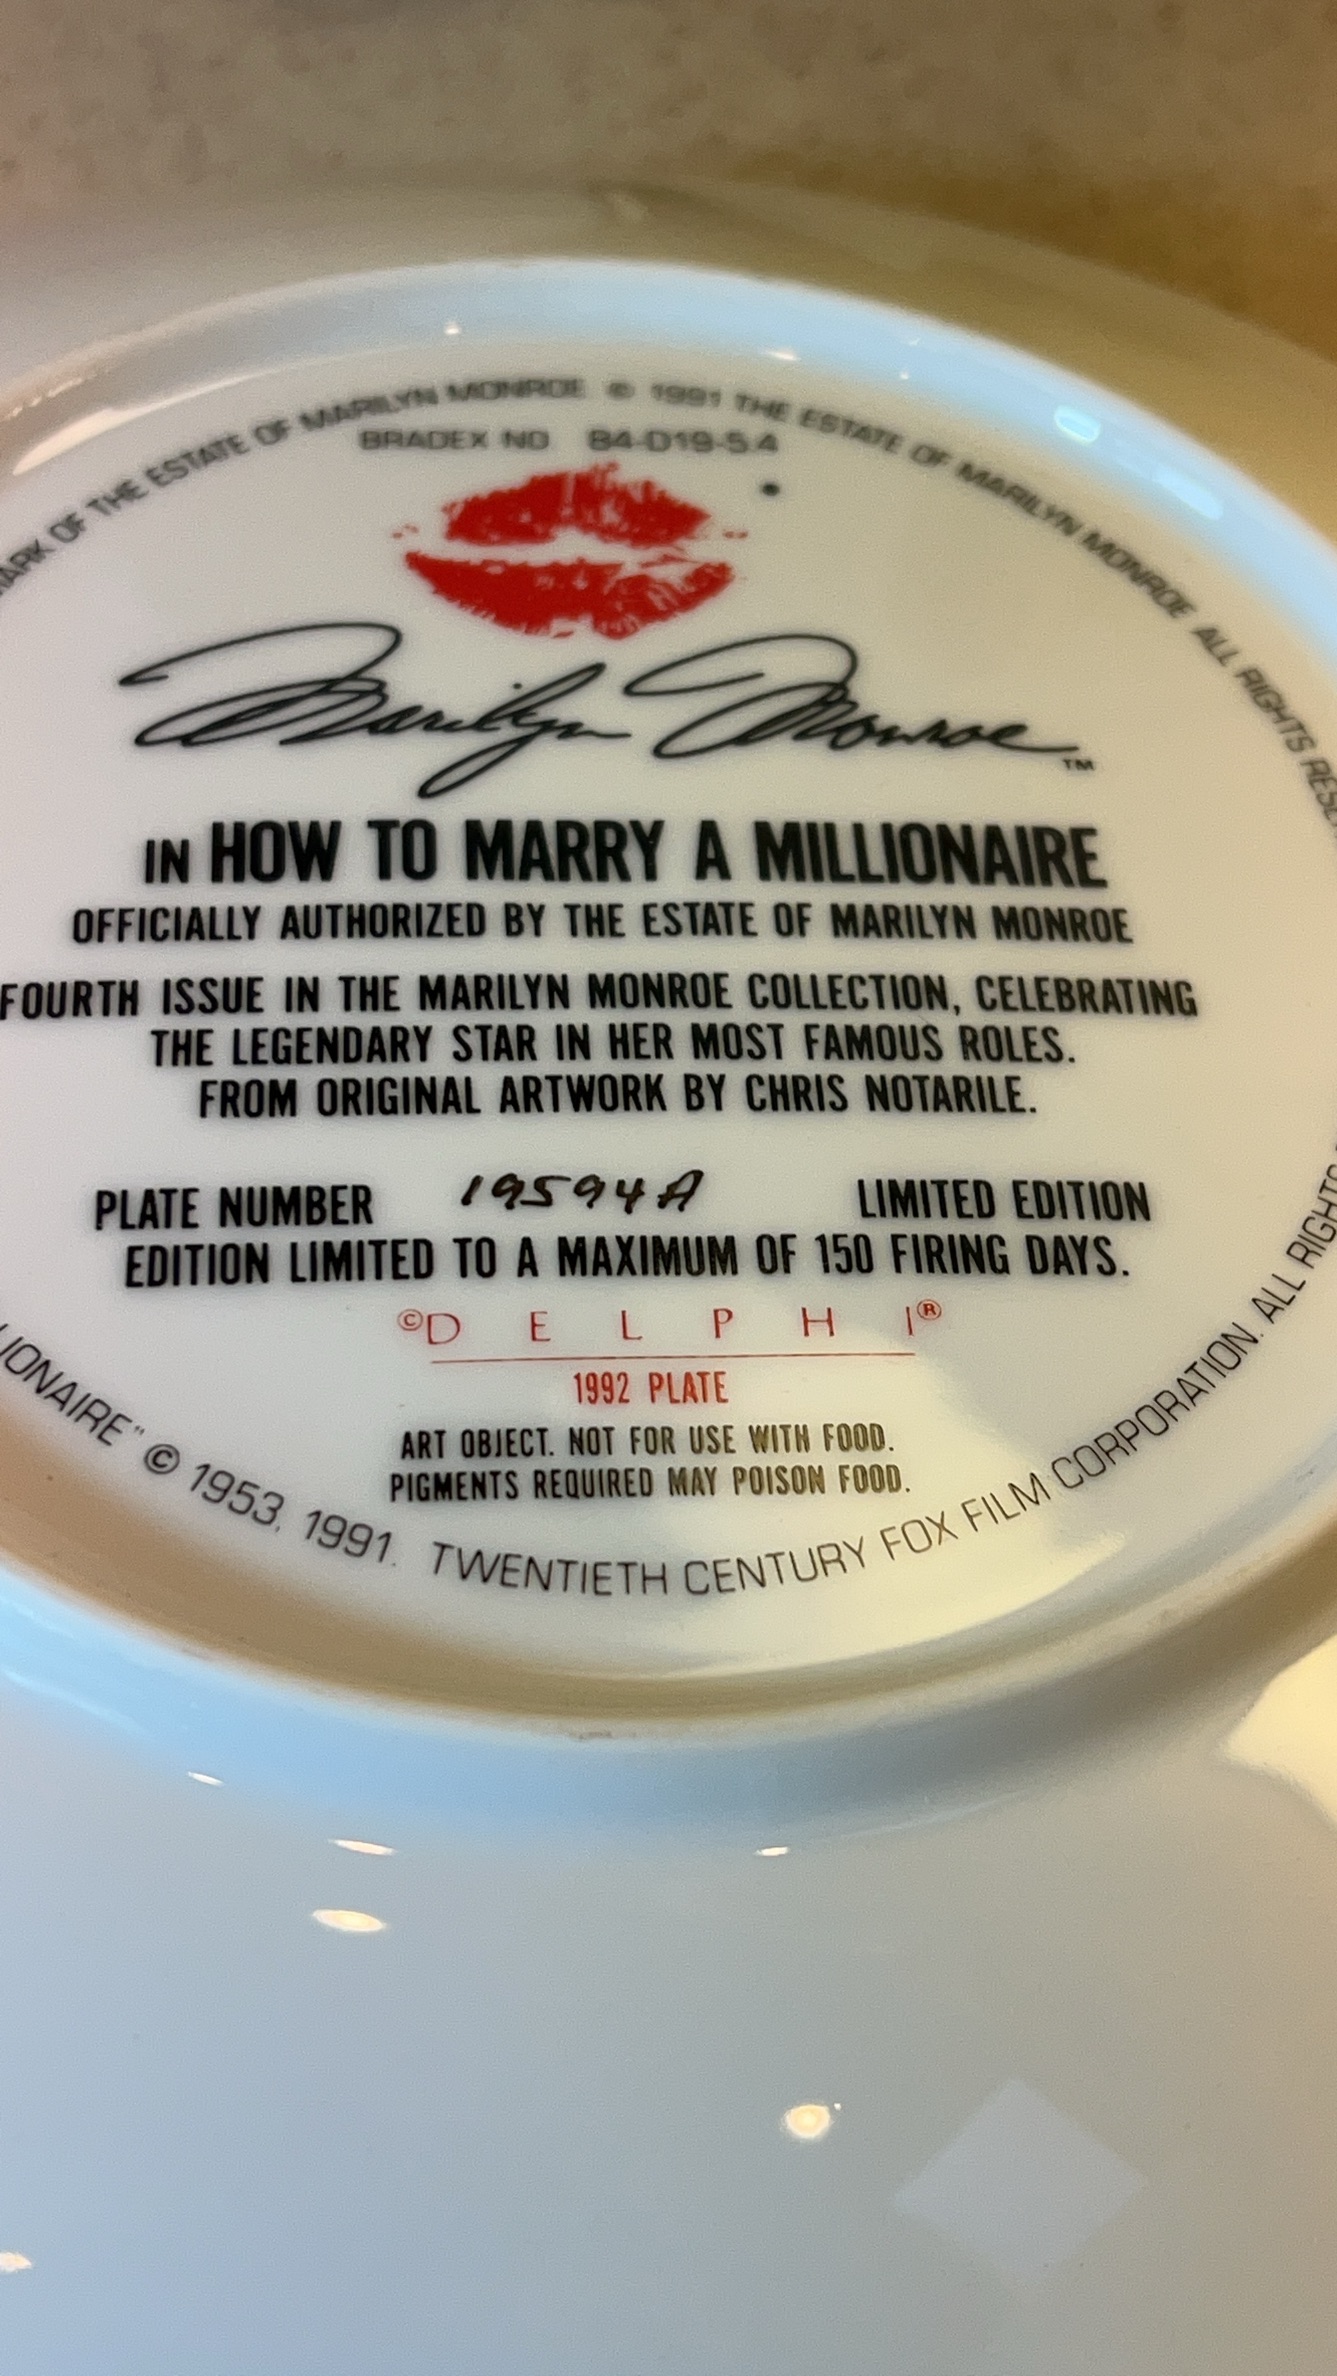 MARK OF THE ESTATE OF MARILYN MONROE © 1991 THE ESTATE OF MARILYN MONROE ALL RIGHTS
BRADEX NO 84-D19-5.4
Marilyn Monroe™
IN HOW TO MARRY A MILLIONAIRE
OFFICIALLY AUTHORIZED BY THE ESTATE OF MARILYN MONROE
FOURTH ISSUE IN THE MARILYN MONROE COLLECTION, CELEBRATING
THE LEGENDARY STAR IN HER MOST FAMOUS ROLES.
FROM ORIGINAL ARTWORK BY CHRIS NOTARILE.
PLATE NUMBER 19594A LIMITED EDITION
EDITION LIMITED TO A MAXIMUM OF 150 FIRING DAYS.
©DELPHI®
1992 PLATE
ART OBJECT. NOT FOR USE WITH FOOD.
PIGMENTS REQUIRED MAY POISON FOOD.
IONAIRE" © 1953, 1991. TWENTIETH CENTURY FOX FILM CORPORATION. ALL RIGHTS